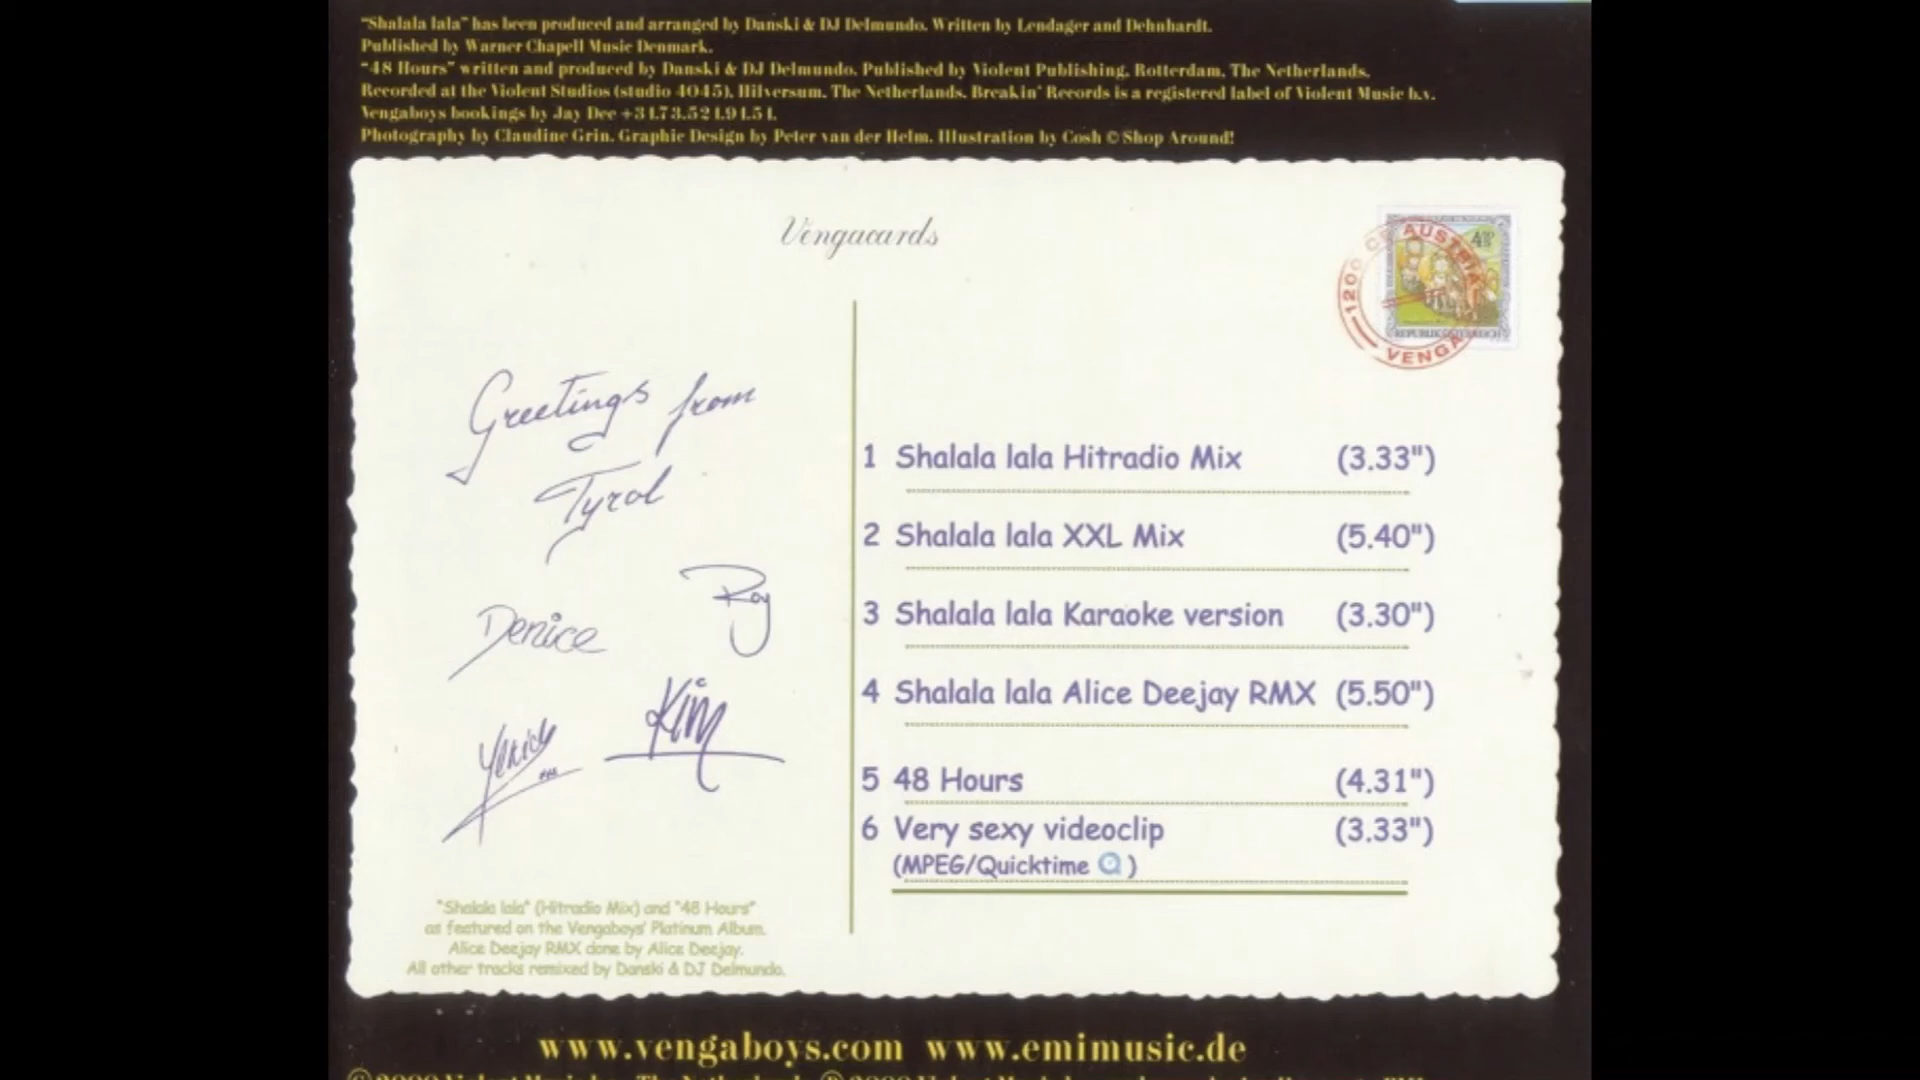 "Shalala lala" has been produced and arranged by Danski & DJ Delmundo. Written by Lendager and Dehnhardt.
Published by Warner Chapell Music Denmark.
"48 Hours" written and produced by Danski & DJ Delmundo. Published by Violent Publishing, Rotterdam, The Netherlands.
Recorded at the Violent Studios (studio 4045), Hilversum, The Netherlands. Breakin' Records is a registered label of Violent Music b.v.
Vengaboys bookings by Jay Dee +31.73.521.91.51.
Photography by Claudine Grin. Graphic Design by Peter van der Helm. Illustration by Cosh © Shop Around!
Vengacards
AUSTRIA
1200
VENGA
REPUBLIK ÖSTERREICH
Greetings from
Tyrol
Denice
Roy
Kim
1 Shalala lala Hitradio Mix (3.33")
2 Shalala lala XXL Mix (5.40")
3 Shalala lala Karaoke version (3.30")
4 Shalala lala Alice Deejay RMX (5.50")
5 48 Hours (4.31")
6 Very sexy videoclip (3.33")
(MPEG/Quicktime )
"Shalala lala" (Hitradio Mix) and "48 Hours"
as featured on the Vengaboys' Platinum Album.
Alice Deejay RMX done by Alice Deejay.
All other tracks remixed by Danski & DJ Delmundo.
www.vengaboys.com www.emimusic.de